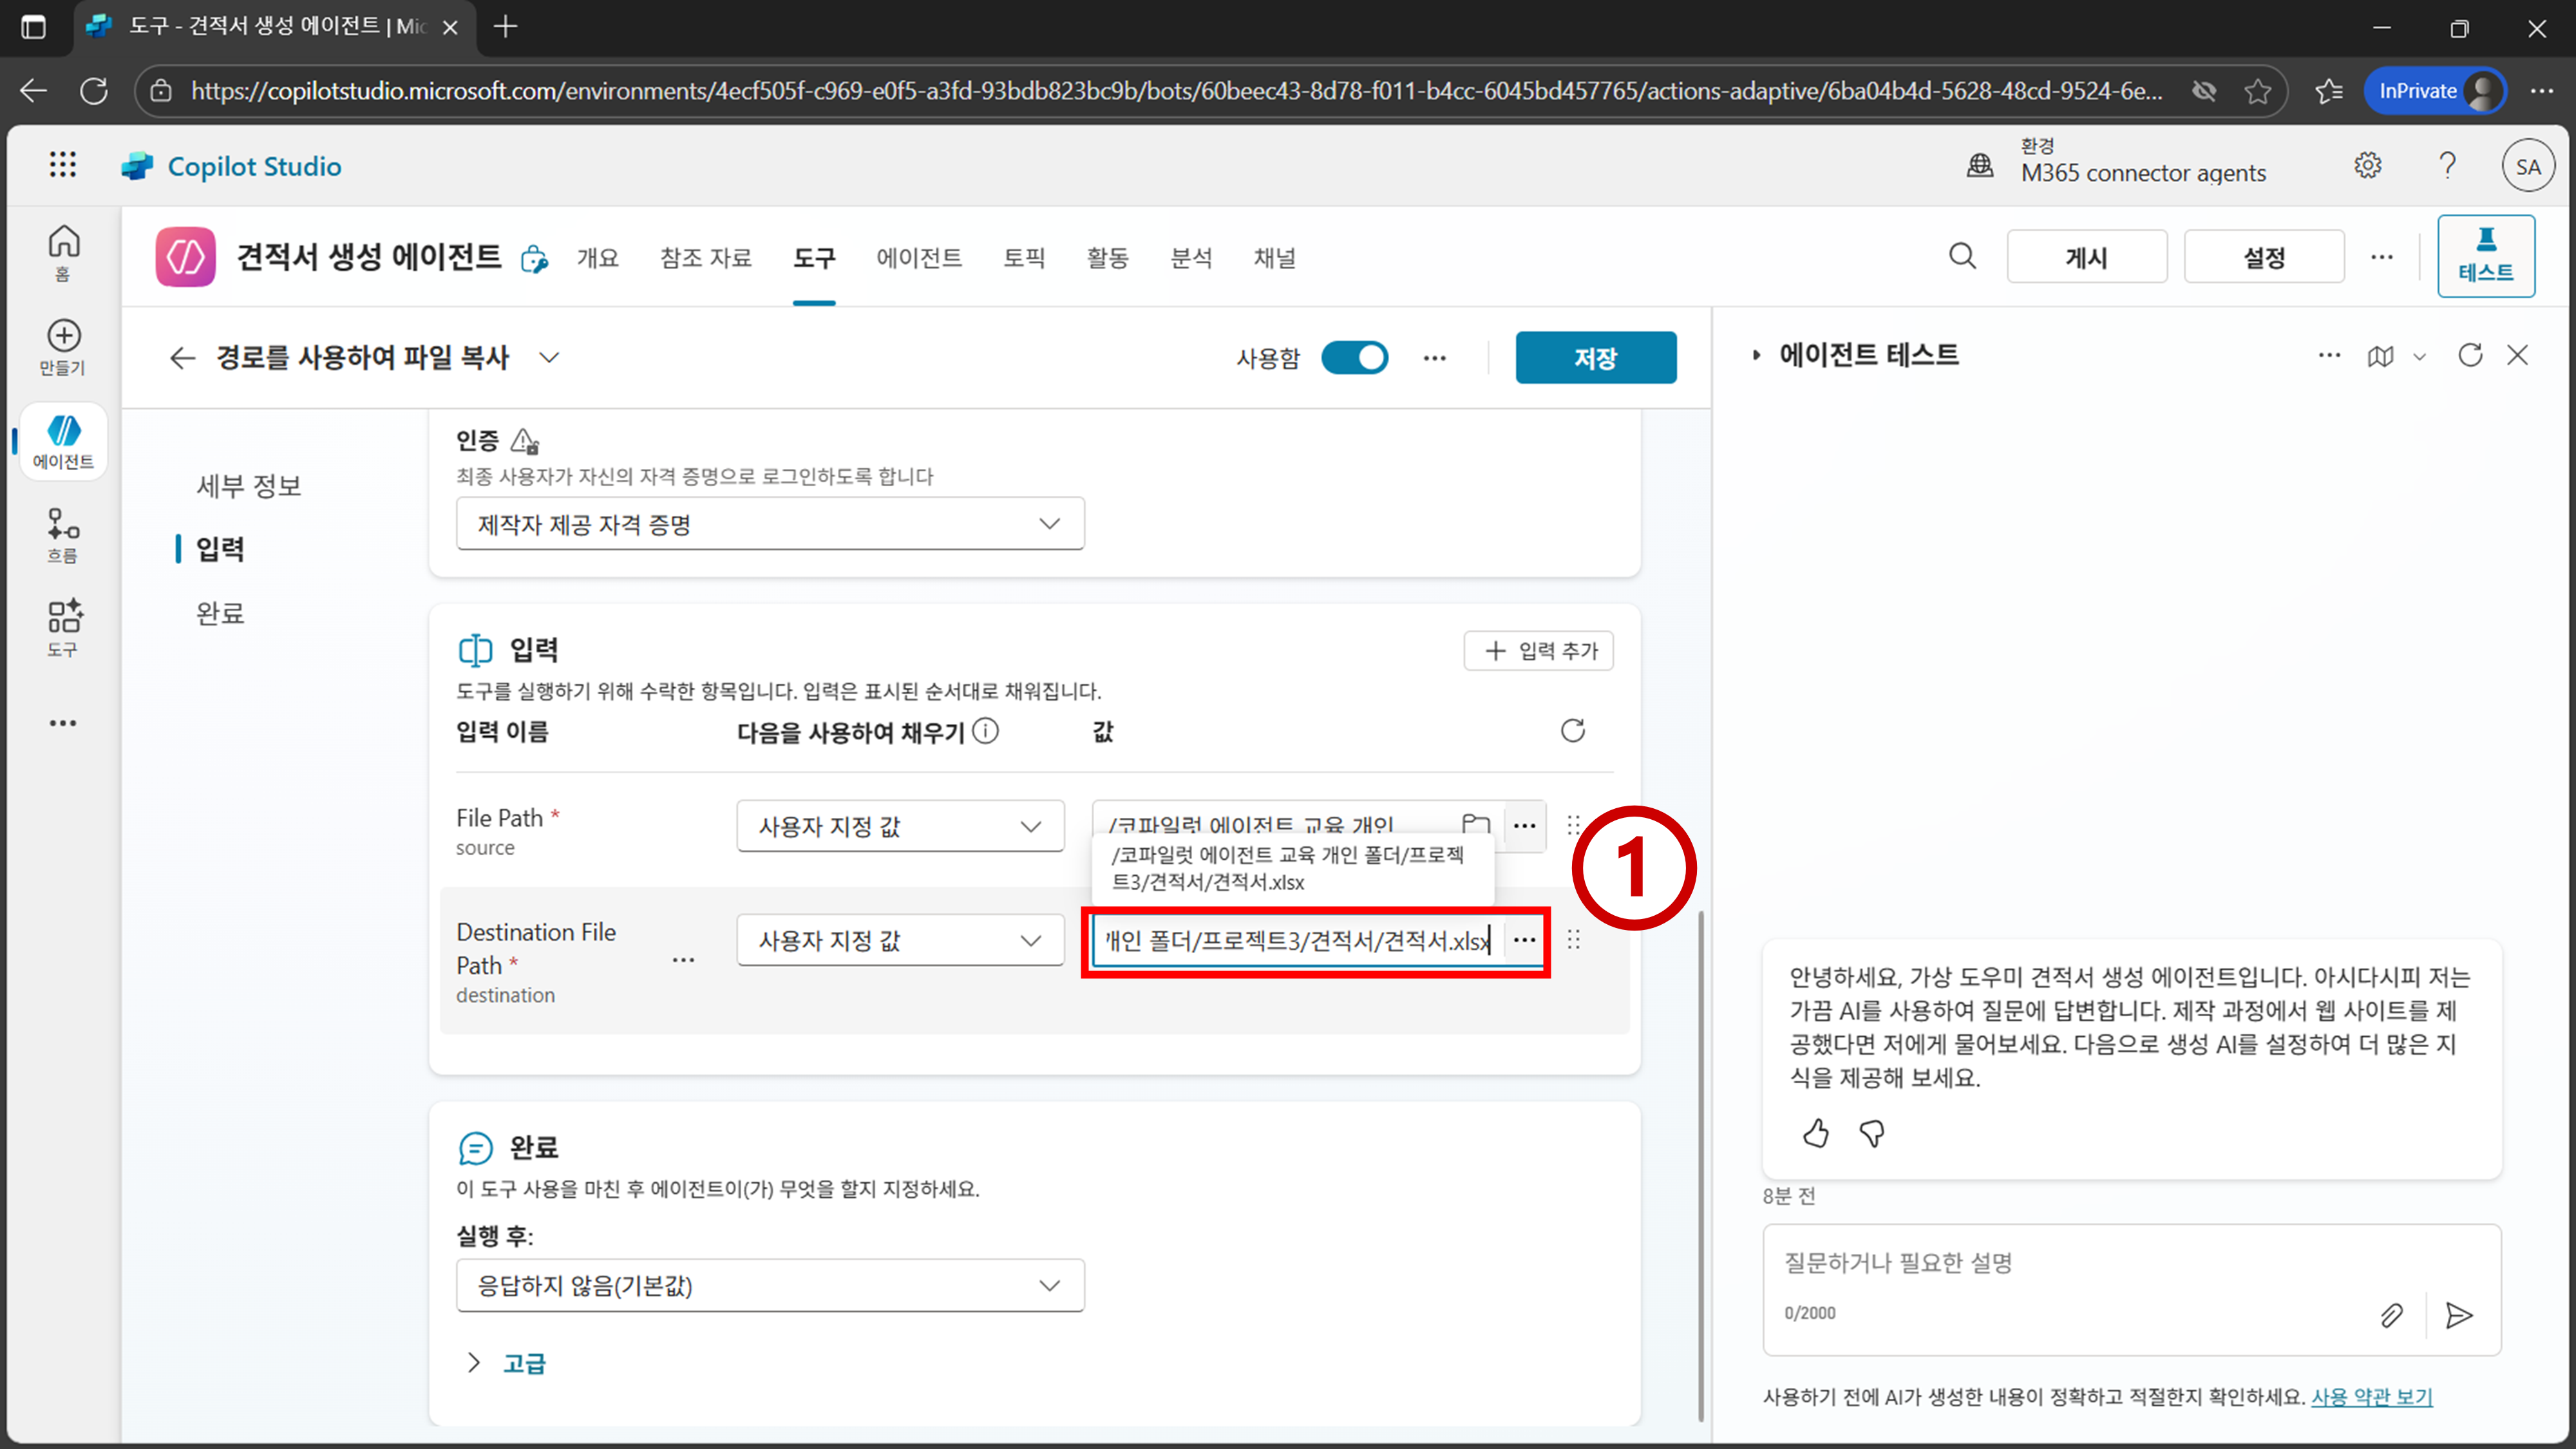 도구 - 견적서 생성 에이전트 | Mic
https://copilotstudio.microsoft.com/environments/4ecf505f-c969-e0f5-a3fd-93bdb823bc9b/bots/60beec43-8d78-f011-b4cc-6045bd457765/actions-adaptive/6ba04b4d-5628-48cd-9524-6e...
InPrivate
Copilot Studio
환경
M365 connector agents
SA
홈
만들기
에이전트
흐름
도구
견적서 생성 에이전트
개요
참조 자료
도구
에이전트
토픽
활동
분석
채널
게시
설정
테스트
경로를 사용하여 파일 복사
사용함
저장
세부 정보
입력
완료
인증
최종 사용자가 자신의 자격 증명으로 로그인하도록 합니다
제작자 제공 자격 증명
입력
입력 추가
도구를 실행하기 위해 수락한 항목입니다. 입력은 표시된 순서대로 채워집니다.
입력 이름
다음을 사용하여 채우기
값
File Path *
source
사용자 지정 값
/코파일럿 에이전트 교육 개인
/코파일럿 에이전트 교육 개인 폴더/프로젝
트3/견적서/견적서.xlsx
1
Destination File
Path *
destination
사용자 지정 값
개인 폴더/프로젝트3/견적서/견적서.xlsx
완료
이 도구 사용을 마친 후 에이전트이(가) 무엇을 할지 지정하세요.
실행 후:
응답하지 않음(기본값)
고급
에이전트 테스트
안녕하세요, 가상 도우미 견적서 생성 에이전트입니다. 아시다시피 저는
가끔 AI를 사용하여 질문에 답변합니다. 제작 과정에서 웹 사이트를 제
공했다면 저에게 물어보세요. 다음으로 생성 AI를 설정하여 더 많은 지
식을 제공해 보세요.
8분 전
질문하거나 필요한 설명
0/2000
사용하기 전에 AI가 생성한 내용이 정확하고 적절한지 확인하세요. 사용 약관 보기